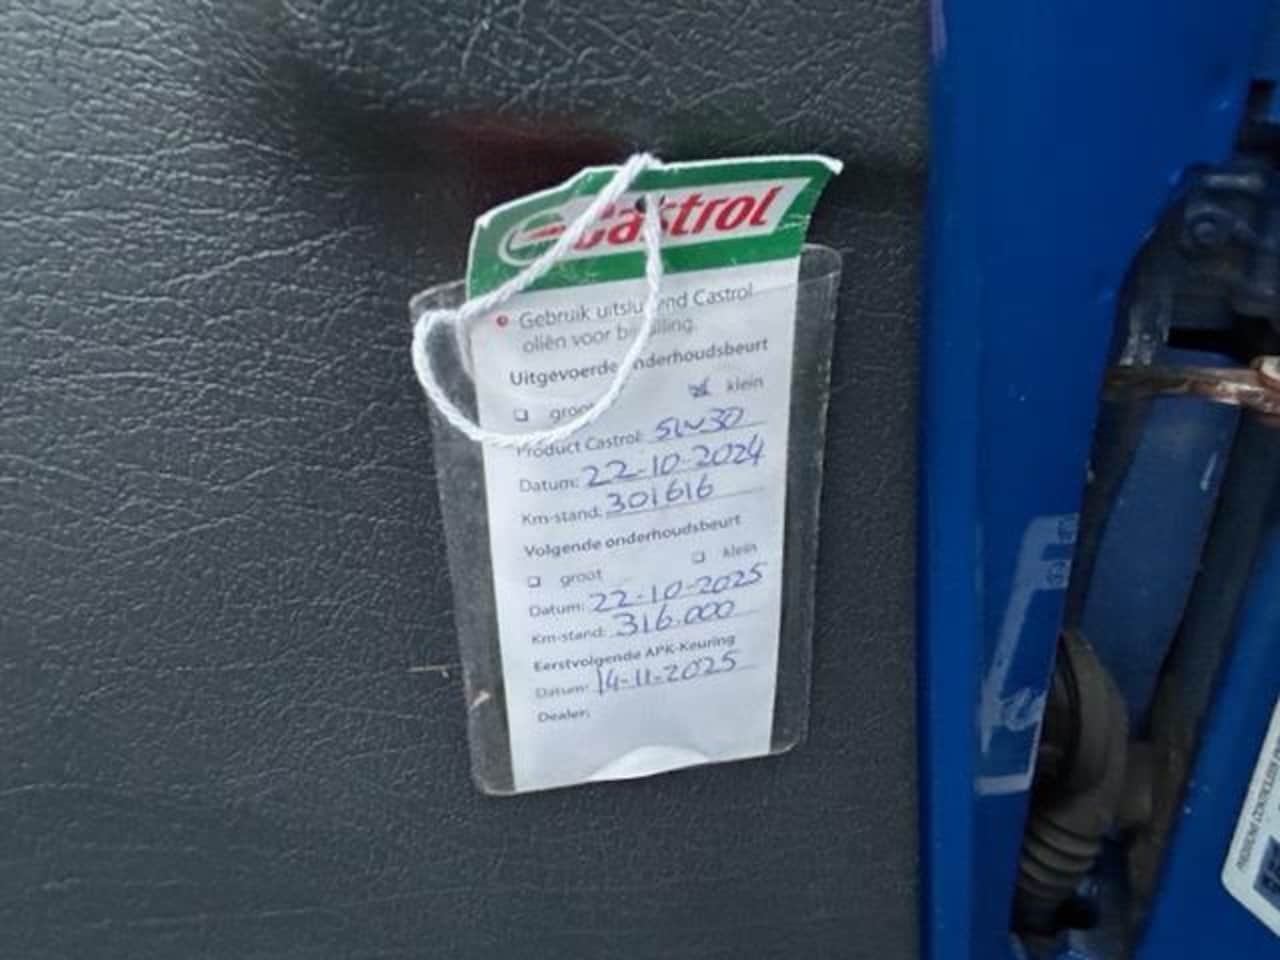 Castrol
Gebruik uitsluitend Castrol
oliën voor bijvulling.
Uitgevoerde onderhoudsbeurt
groot klein
Product Castrol: 5W30
Datum: 22-10-2024
Km-stand: 301616
Volgende onderhoudsbeurt
groot klein
Datum: 22-10-2025
Km-stand: 316.000
Eerstvolgende APK-Keuring
Datum: 14-11-2025
Dealer: